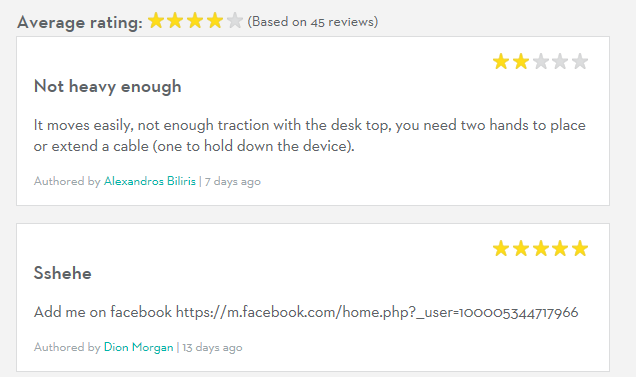 Average rating: (Based on 45 reviews)
Not heavy enough
It moves easily, not enough traction with the desk top, you need two hands to place
or extend a cable (one to hold down the device).
Authored by Alexandros Biliris | 7 days ago
Sshehe
Add me on facebook https://m.facebook.com/home.php?_user=100005344717966
Authored by Dion Morgan | 13 days ago